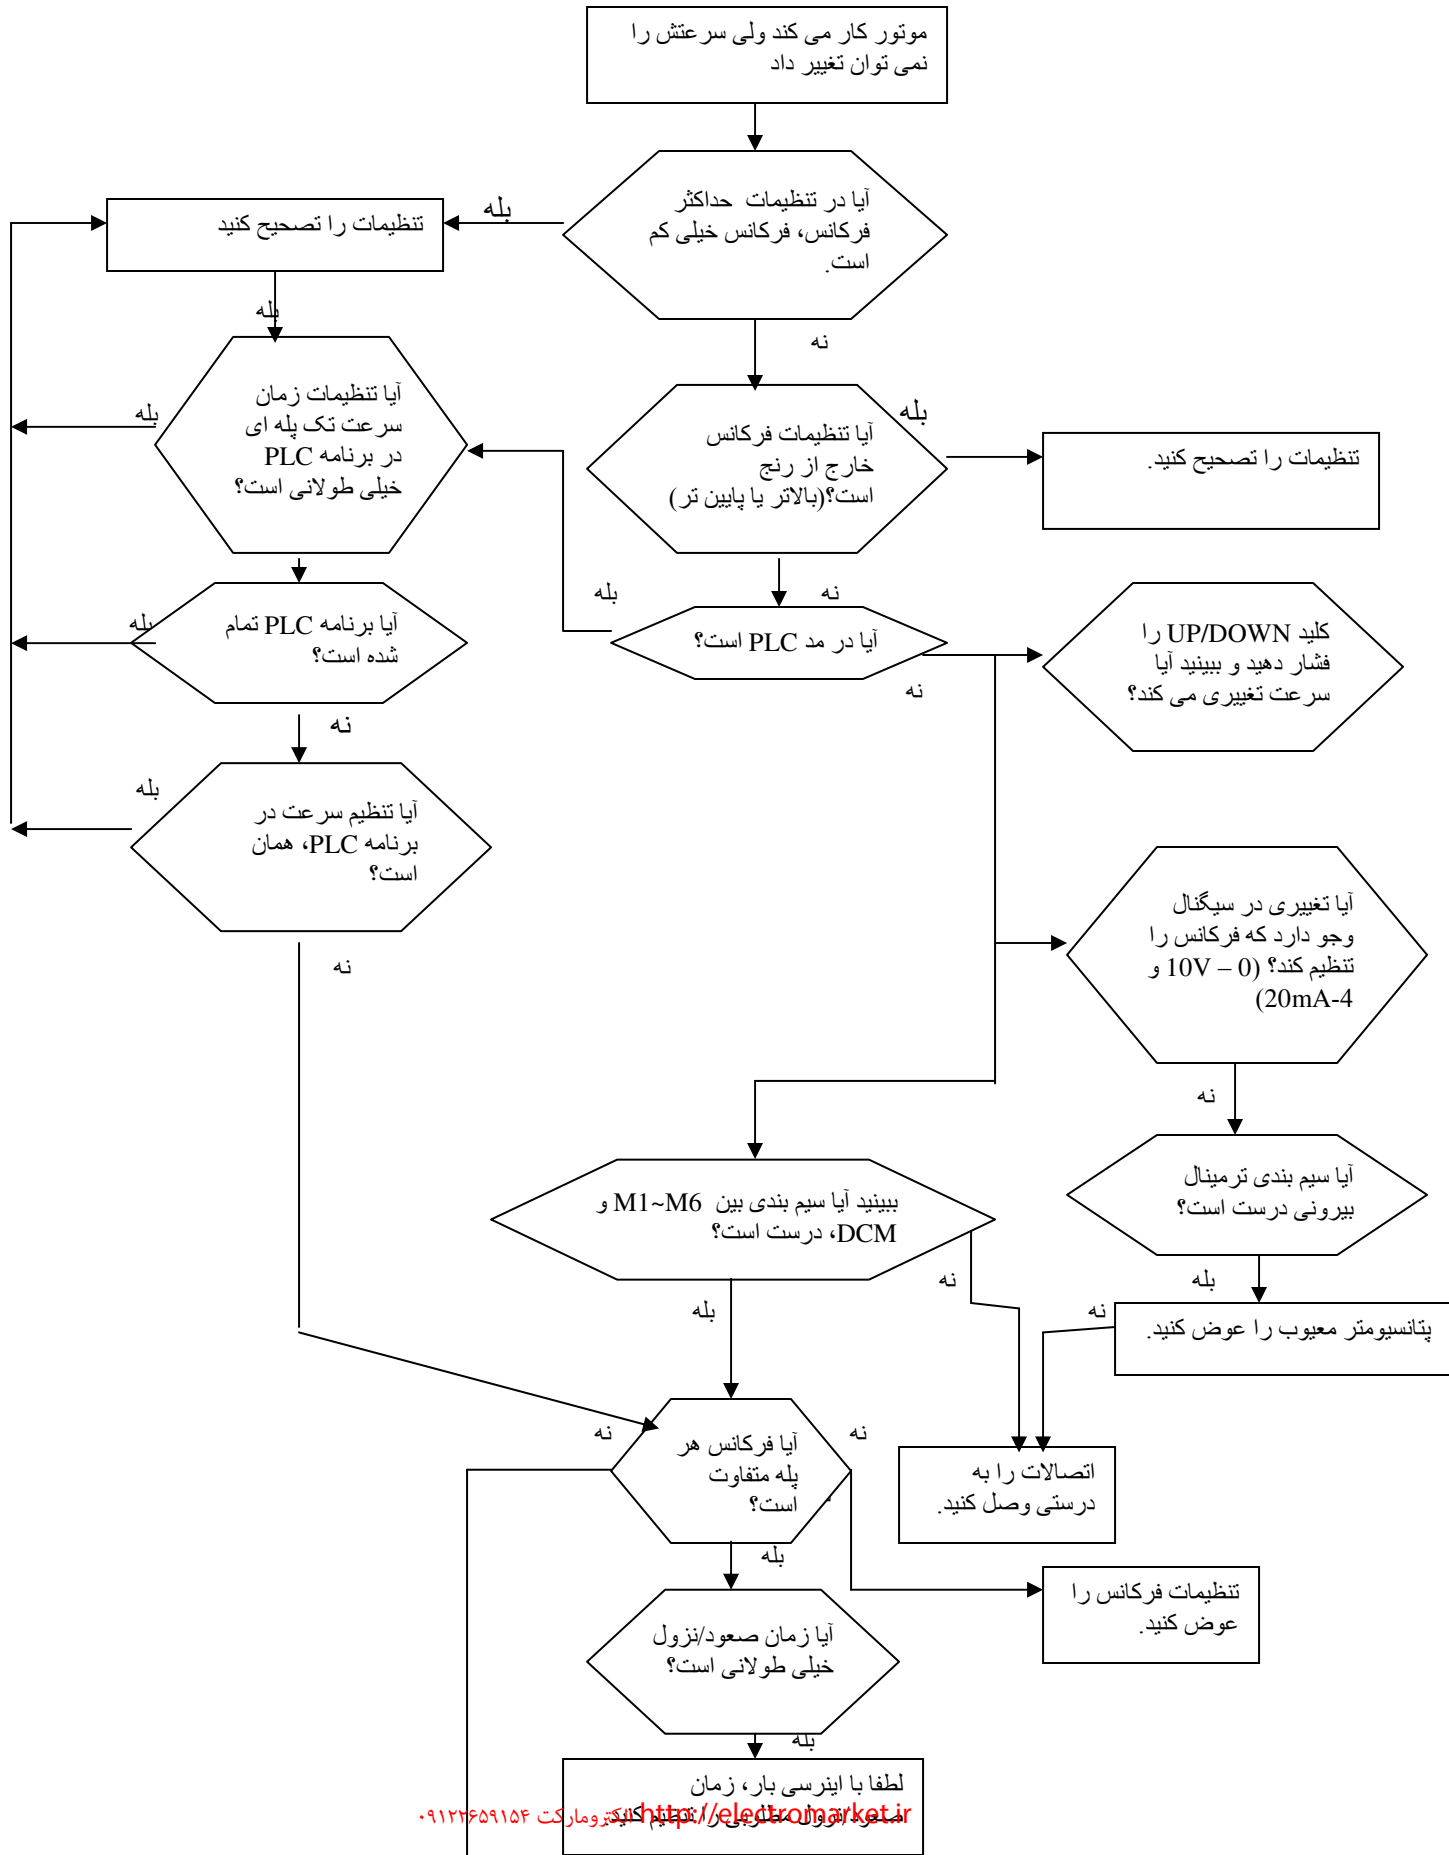 موتور کار می کند ولی سرعتش را
نمی توان تغییر داد
آیا در تنظیمات حداکثر
فرکانس، فرکانس خیلی کم
است.
بله
تنظیمات را تصحیح کنید
بله
نه
آیا تنظیمات زمان
سرعت تک پله ای
در برنامه PLC
خیلی طولانی است؟
بله
آیا تنظیمات فرکانس
خارج از رنج
است؟(بالاتر یا پایین تر)
بله
تنظیمات را تصحیح کنید.
نه
بله
آیا در مد PLC است؟
نه
کلید UP/DOWN را
فشار دهید و ببینید آیا
سرعت تغییری می کند؟
آیا برنامه PLC تمام
شده است؟
بله
نه
آیا تنظیم سرعت در
برنامه PLC، همان
است؟
بله
نه
آیا تغییری در سیگنال
وجو دارد که فرکانس را
تنظیم کند؟ (0 – 10V و
4-20mA)
نه
آیا سیم بندی ترمینال
بیرونی درست است؟
بله
پتانسیومتر معیوب را عوض کنید.
نه
ببینید آیا سیم بندی بین M1~M6 و
DCM، درست است؟
نه
بله
اتصالات را به
درستی وصل کنید.
آیا فرکانس هر
پله متفاوت
است؟
نه
نه
بله
تنظیمات فرکانس را
عوض کنید.
آیا زمان صعود/نزول
خیلی طولانی است؟
بله
لطفا با اینرسی بار، زمان
صعود/نزول مطلوبی را تنظیم کنید.
http://electromarket.ir الکترومارکت ۰۹۱۲۲۶۵۹۱۵۴